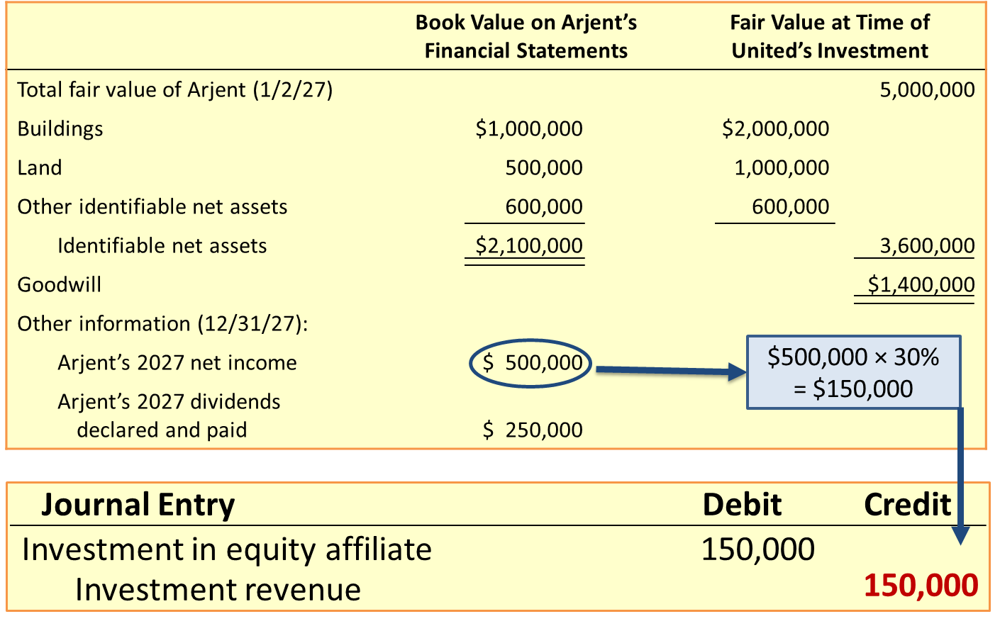 Book Value on Arjent’s Fair Value at Time of
Financial Statements United’s Investment
Total fair value of Arjent (1/2/27) 5,000,000
Buildings $1,000,000 $2,000,000
Land 500,000 1,000,000
Other identifiable net assets 600,000 600,000
Identifiable net assets $2,100,000 3,600,000
Goodwill $1,400,000
Other information (12/31/27):
Arjent’s 2027 net income $ 500,000
$500,000 × 30%
= $150,000
Arjent’s 2027 dividends
declared and paid $ 250,000
Journal Entry Debit Credit
Investment in equity affiliate 150,000
Investment revenue 150,000